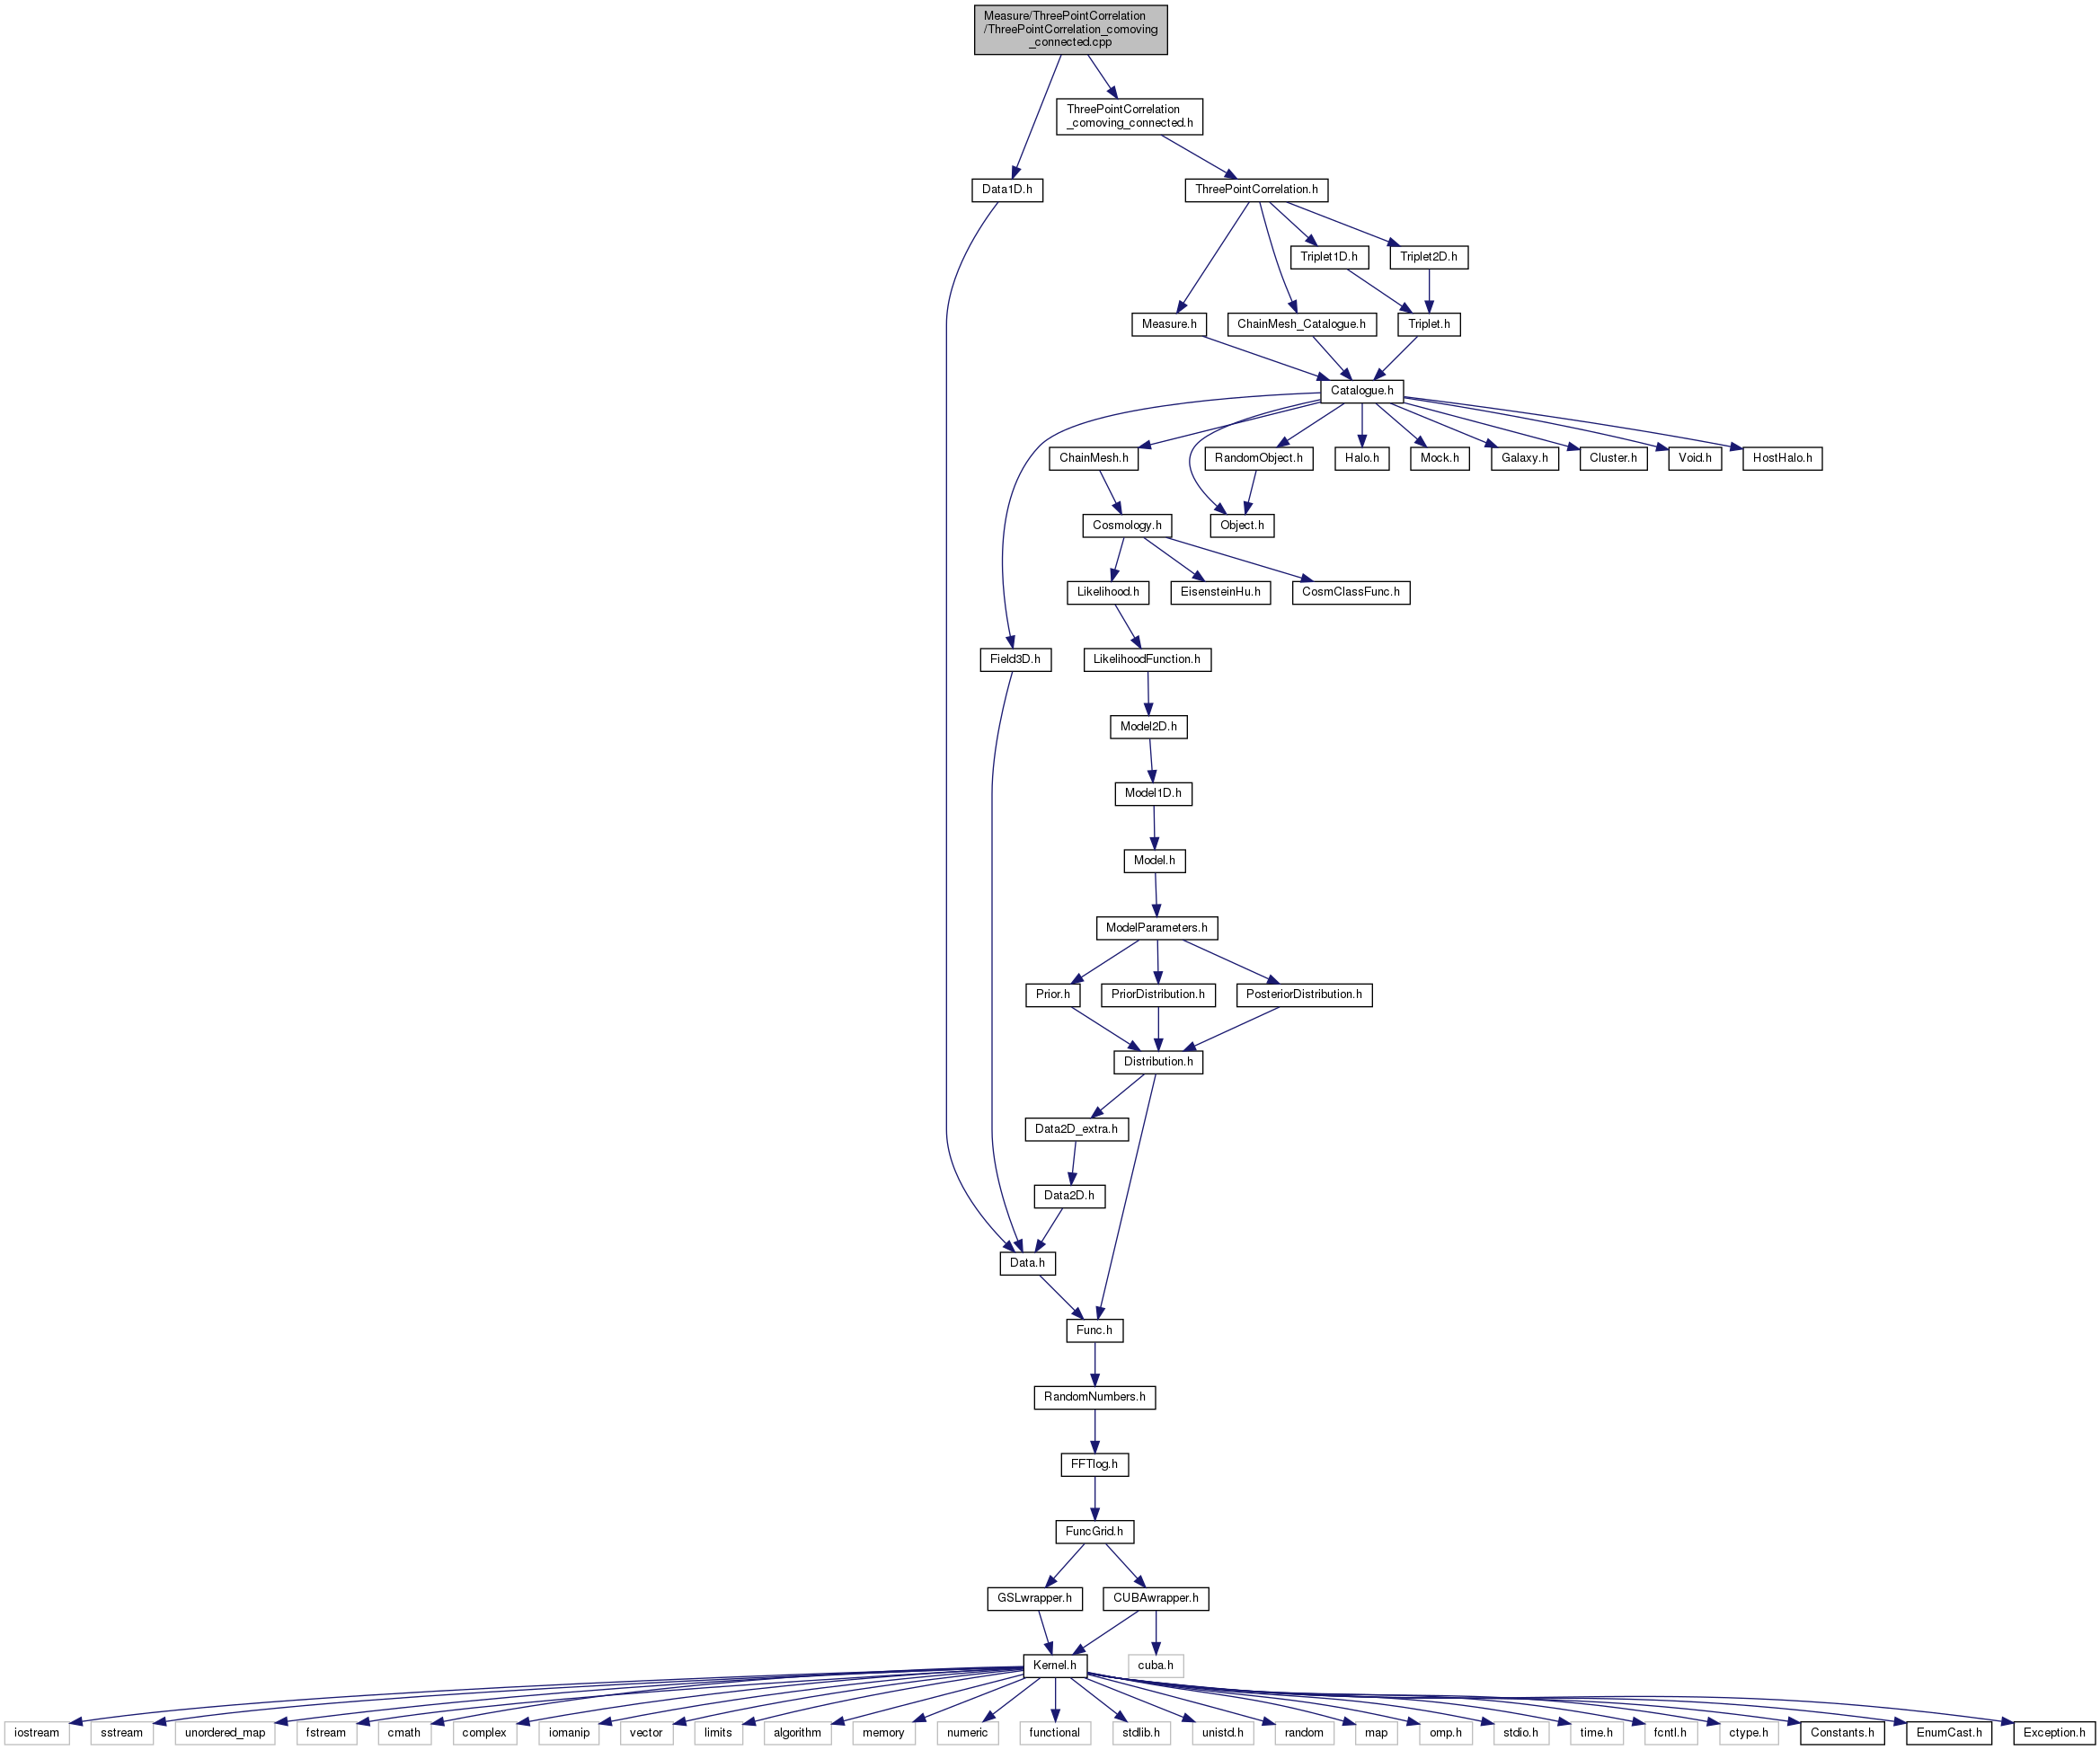 Measure/ThreePointCorrelation
/ThreePointCorrelation_comoving
_connected.cpp
ThreePointCorrelation
_comoving_connected.h
Data1D.h
ThreePointCorrelation.h
Triplet1D.h
Triplet2D.h
Measure.h
ChainMesh_Catalogue.h
Triplet.h
Catalogue.h
ChainMesh.h
RandomObject.h
Halo.h
Mock.h
Galaxy.h
Cluster.h
Void.h
HostHalo.h
Cosmology.h
Object.h
Likelihood.h
EisensteinHu.h
CosmClassFunc.h
Field3D.h
LikelihoodFunction.h
Model2D.h
Model1D.h
Model.h
ModelParameters.h
Prior.h
PriorDistribution.h
PosteriorDistribution.h
Distribution.h
Data2D_extra.h
Data2D.h
Data.h
Func.h
RandomNumbers.h
FFTlog.h
FuncGrid.h
GSLwrapper.h
CUBAwrapper.h
Kernel.h
cuba.h
iostream
sstream
unordered_map
fstream
cmath
complex
iomanip
vector
limits
algorithm
memory
numeric
functional
stdlib.h
unistd.h
random
map
omp.h
stdio.h
time.h
fcntl.h
ctype.h
Constants.h
EnumCast.h
Exception.h